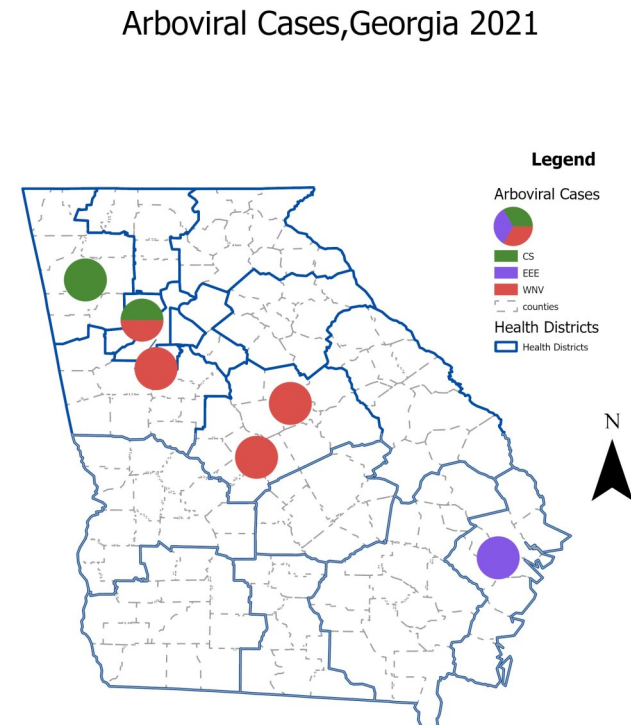 Arboviral Cases,Georgia 2021
Legend
Arboviral Cases
CS
EEE
WNV
counties
Health Districts
Health Districts
N